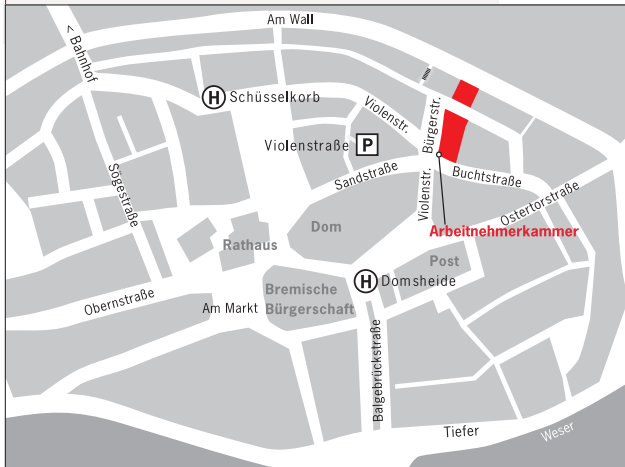 Am Wall
< Bahnhof
H Schüsselkorb
Violenstr.
Bürgerstr.
Violenstraße P
Sandstraße
Buchtstraße
Sögestraße
Violenstr.
Ostertorstraße
Dom
Arbeitnehmerkammer
Rathaus
Post
H Domsheide
Bremische
Bürgerschaft
Obernstraße
Am Markt
Balgebrückstraße
Tiefer
Weser